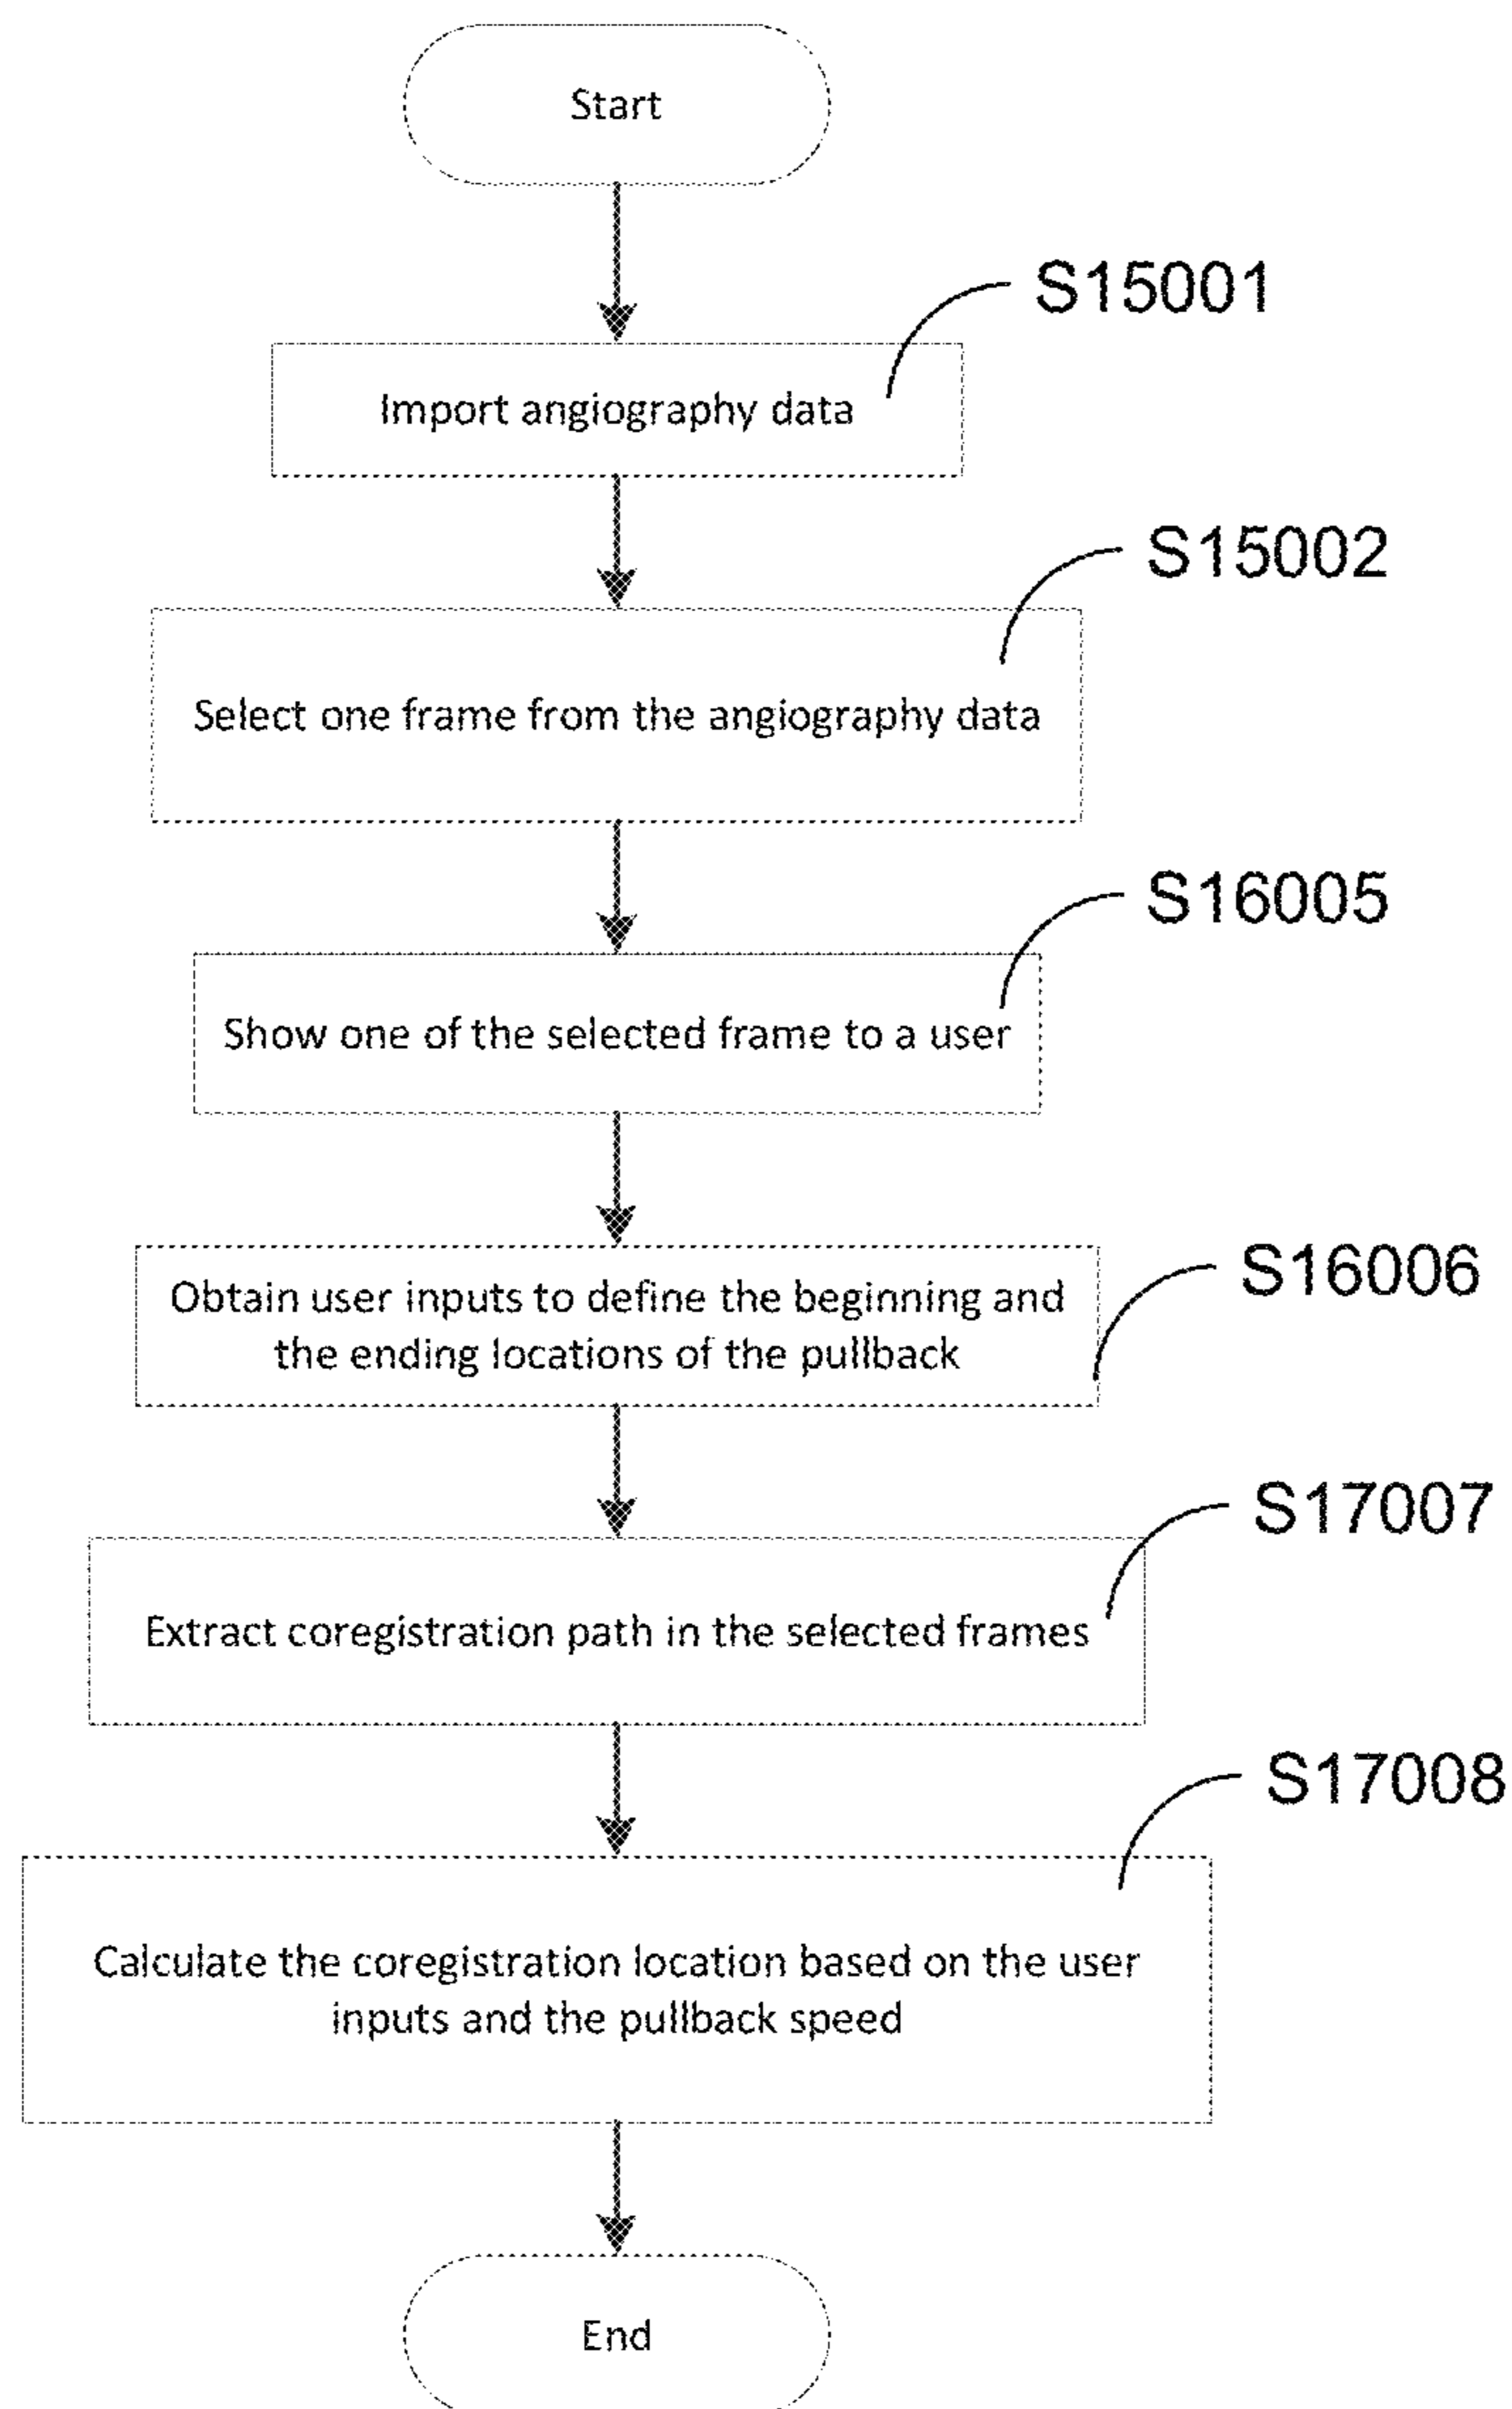 Start
S15001
Import angiography data
S15002
Select one frame from the angiography data
S16005
Show one of the selected frame to a user
S16006
Obtain user inputs to define the beginning and
the ending locations of the pullback
S17007
Extract coregistration path in the selected frames
S17008
Calculate the coregistration location based on the user
inputs and the pullback speed
End